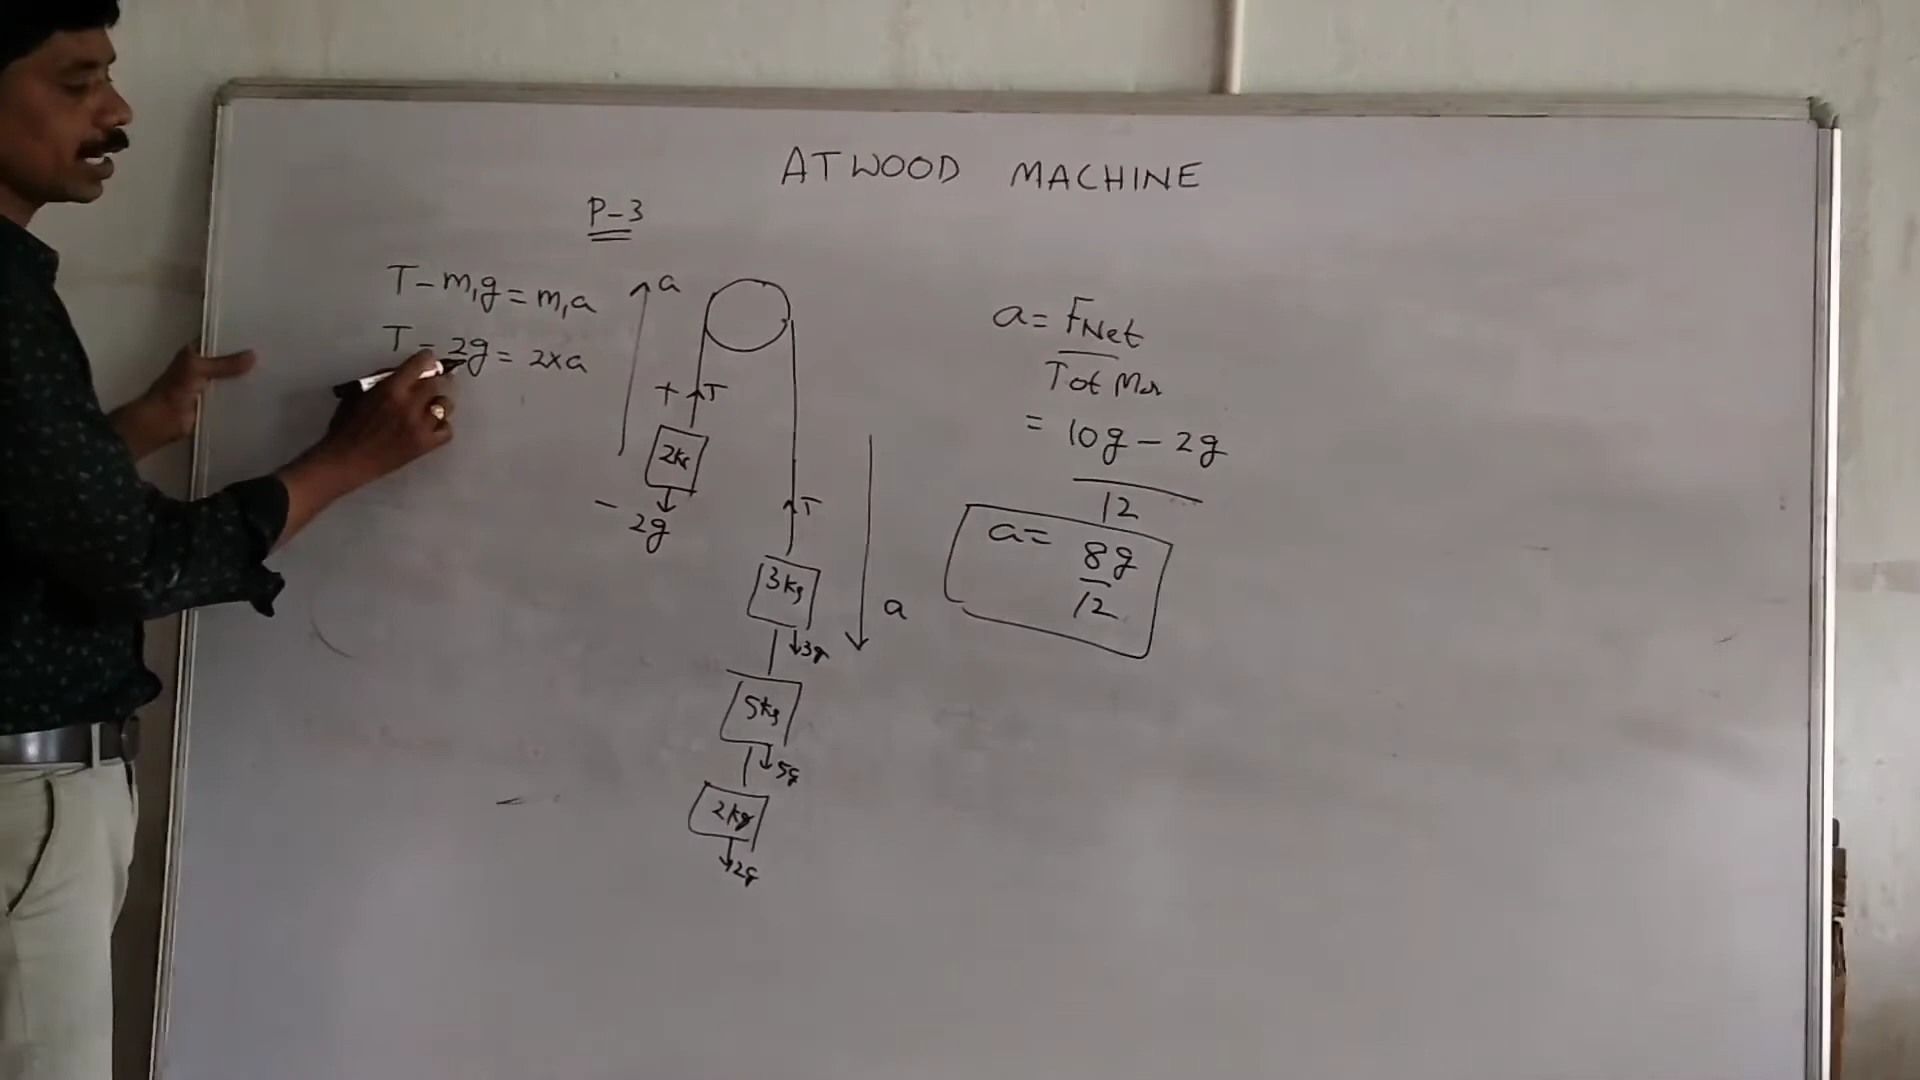 ATWOOD MACHINE
P-3
T-m₁g = m₁a
T - 2g = 2xa
a
+ T
2kg
- 2g
T
3kg
3g
5kg
5g
2kg
2g
a
a = FNet
Tot Mas
= 10g - 2g
12
a = 8g
12